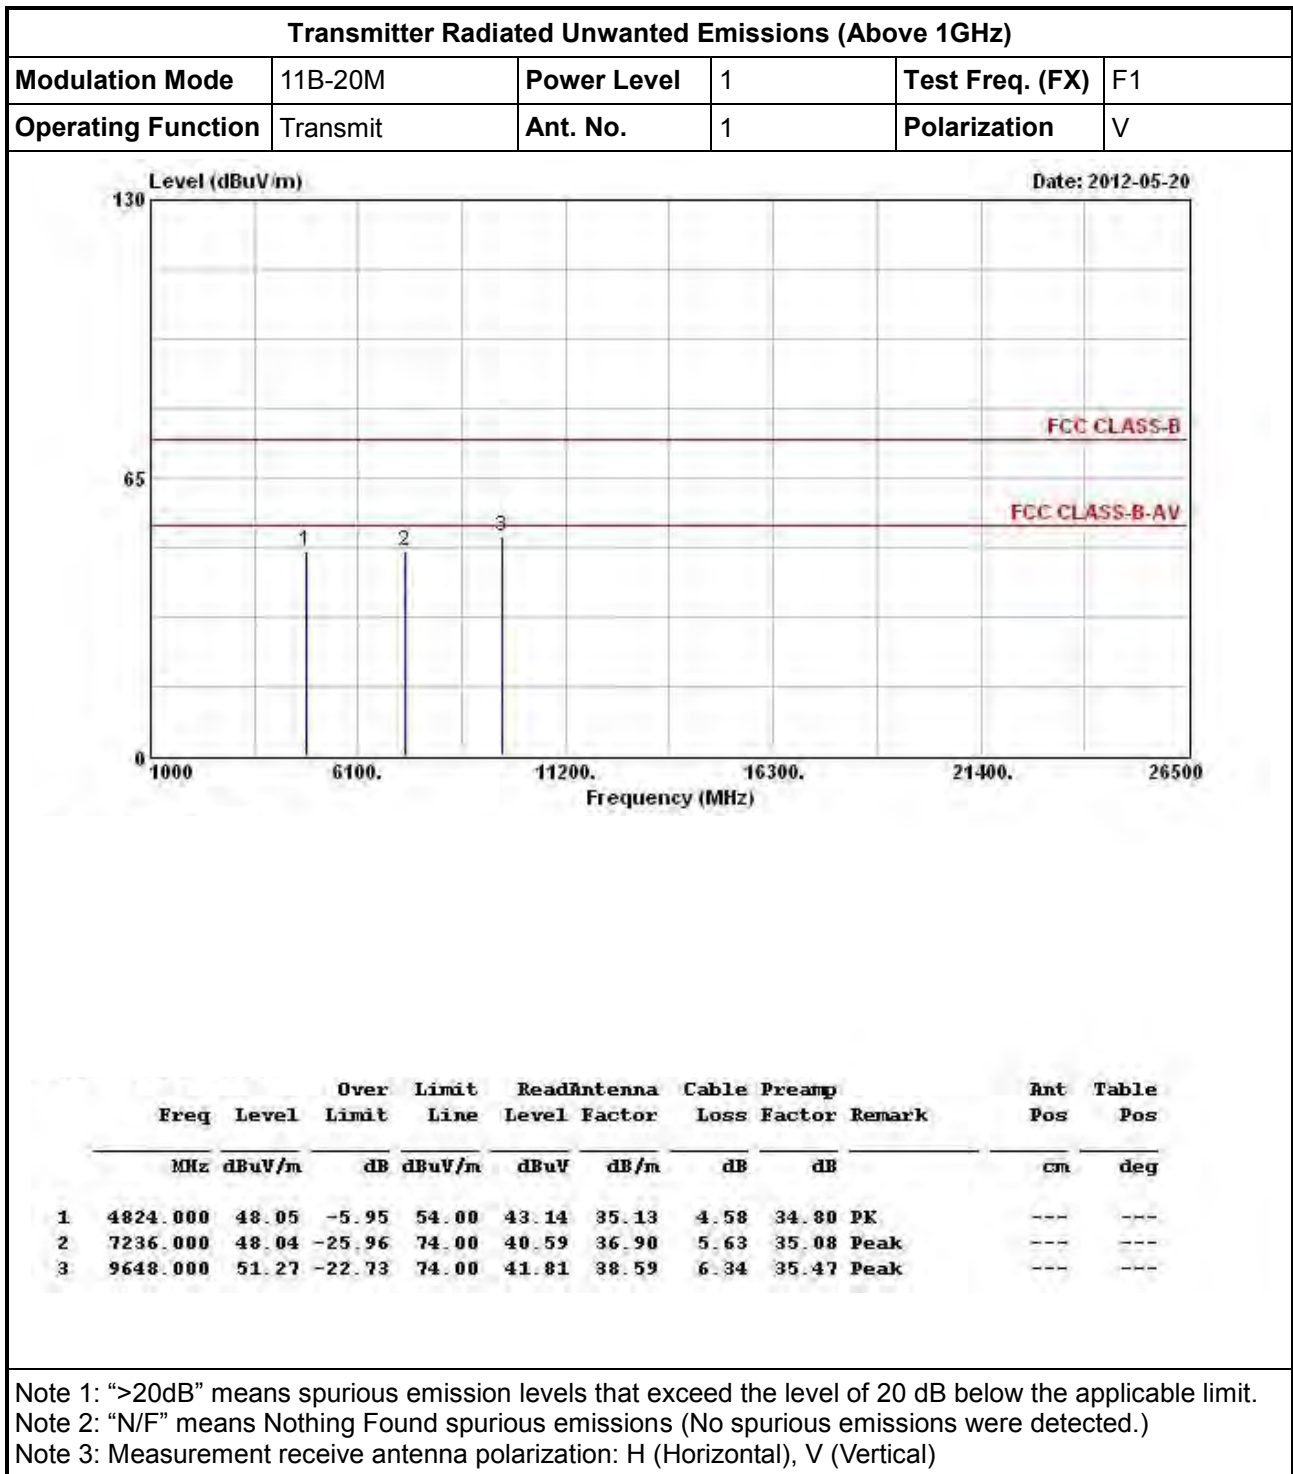 Transmitter Radiated Unwanted Emissions (Above 1GHz)
Modulation Mode 11B-20M Power Level 1 Test Freq. (FX) F1
Operating Function Transmit Ant. No. 1 Polarization V
Level (dBuV/m) Date: 2012-05-20
130
FCC CLASS-B
65
FCC CLASS-B-AV
1 2 3
0
1000 6100. 11200. 16300. 21400. 26500
Frequency (MHz)
Over Limit ReadAntenna Cable Preamp Ant Table
Freq Level Limit Line Level Factor Loss Factor Remark Pos Pos
MHz dBuV/m dB dBuV/m dBuV dB/m dB dB cm deg
1 4824.000 48.05 -5.95 54.00 43.14 35.13 4.58 34.80 PK --- ---
2 7236.000 48.04 -25.96 74.00 40.59 36.90 5.63 35.08 Peak --- ---
3 9648.000 51.27 -22.73 74.00 41.81 38.59 6.34 35.47 Peak --- ---
Note 1: “>20dB” means spurious emission levels that exceed the level of 20 dB below the applicable limit.
Note 2: “N/F” means Nothing Found spurious emissions (No spurious emissions were detected.)
Note 3: Measurement receive antenna polarization: H (Horizontal), V (Vertical)